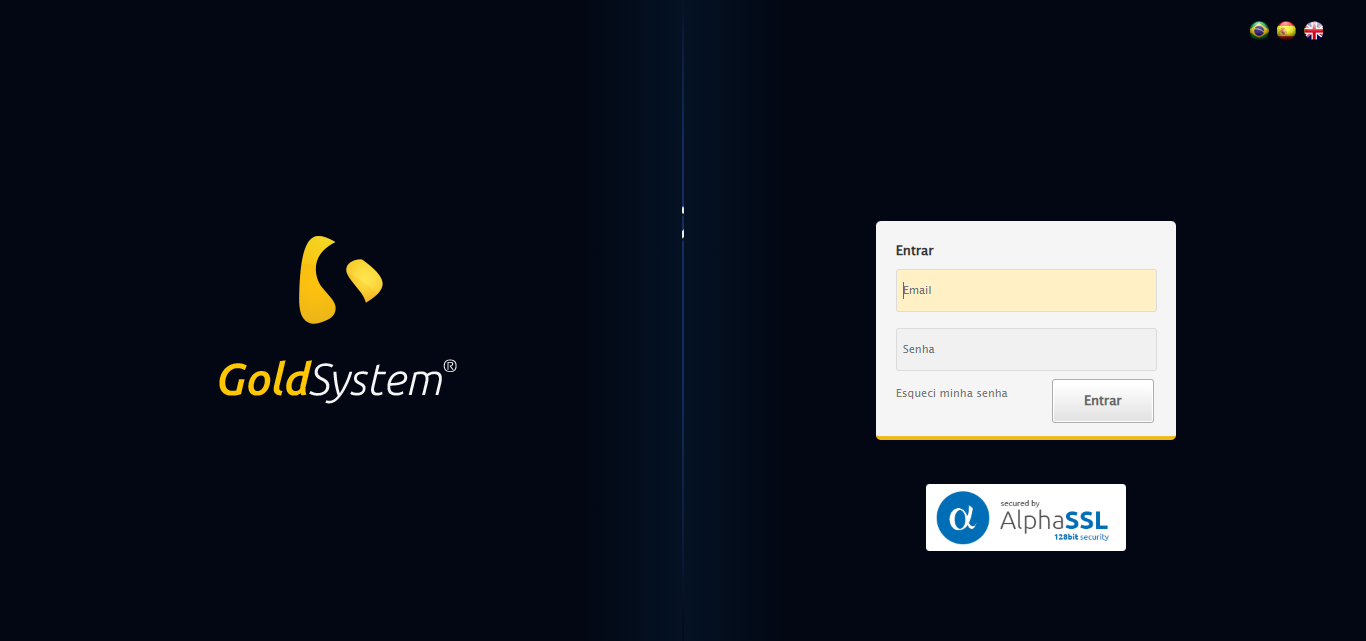 GoldSystem®
Entrar
Email
Senha
Esqueci minha senha
Entrar
secured by
AlphaSSL
128bit security